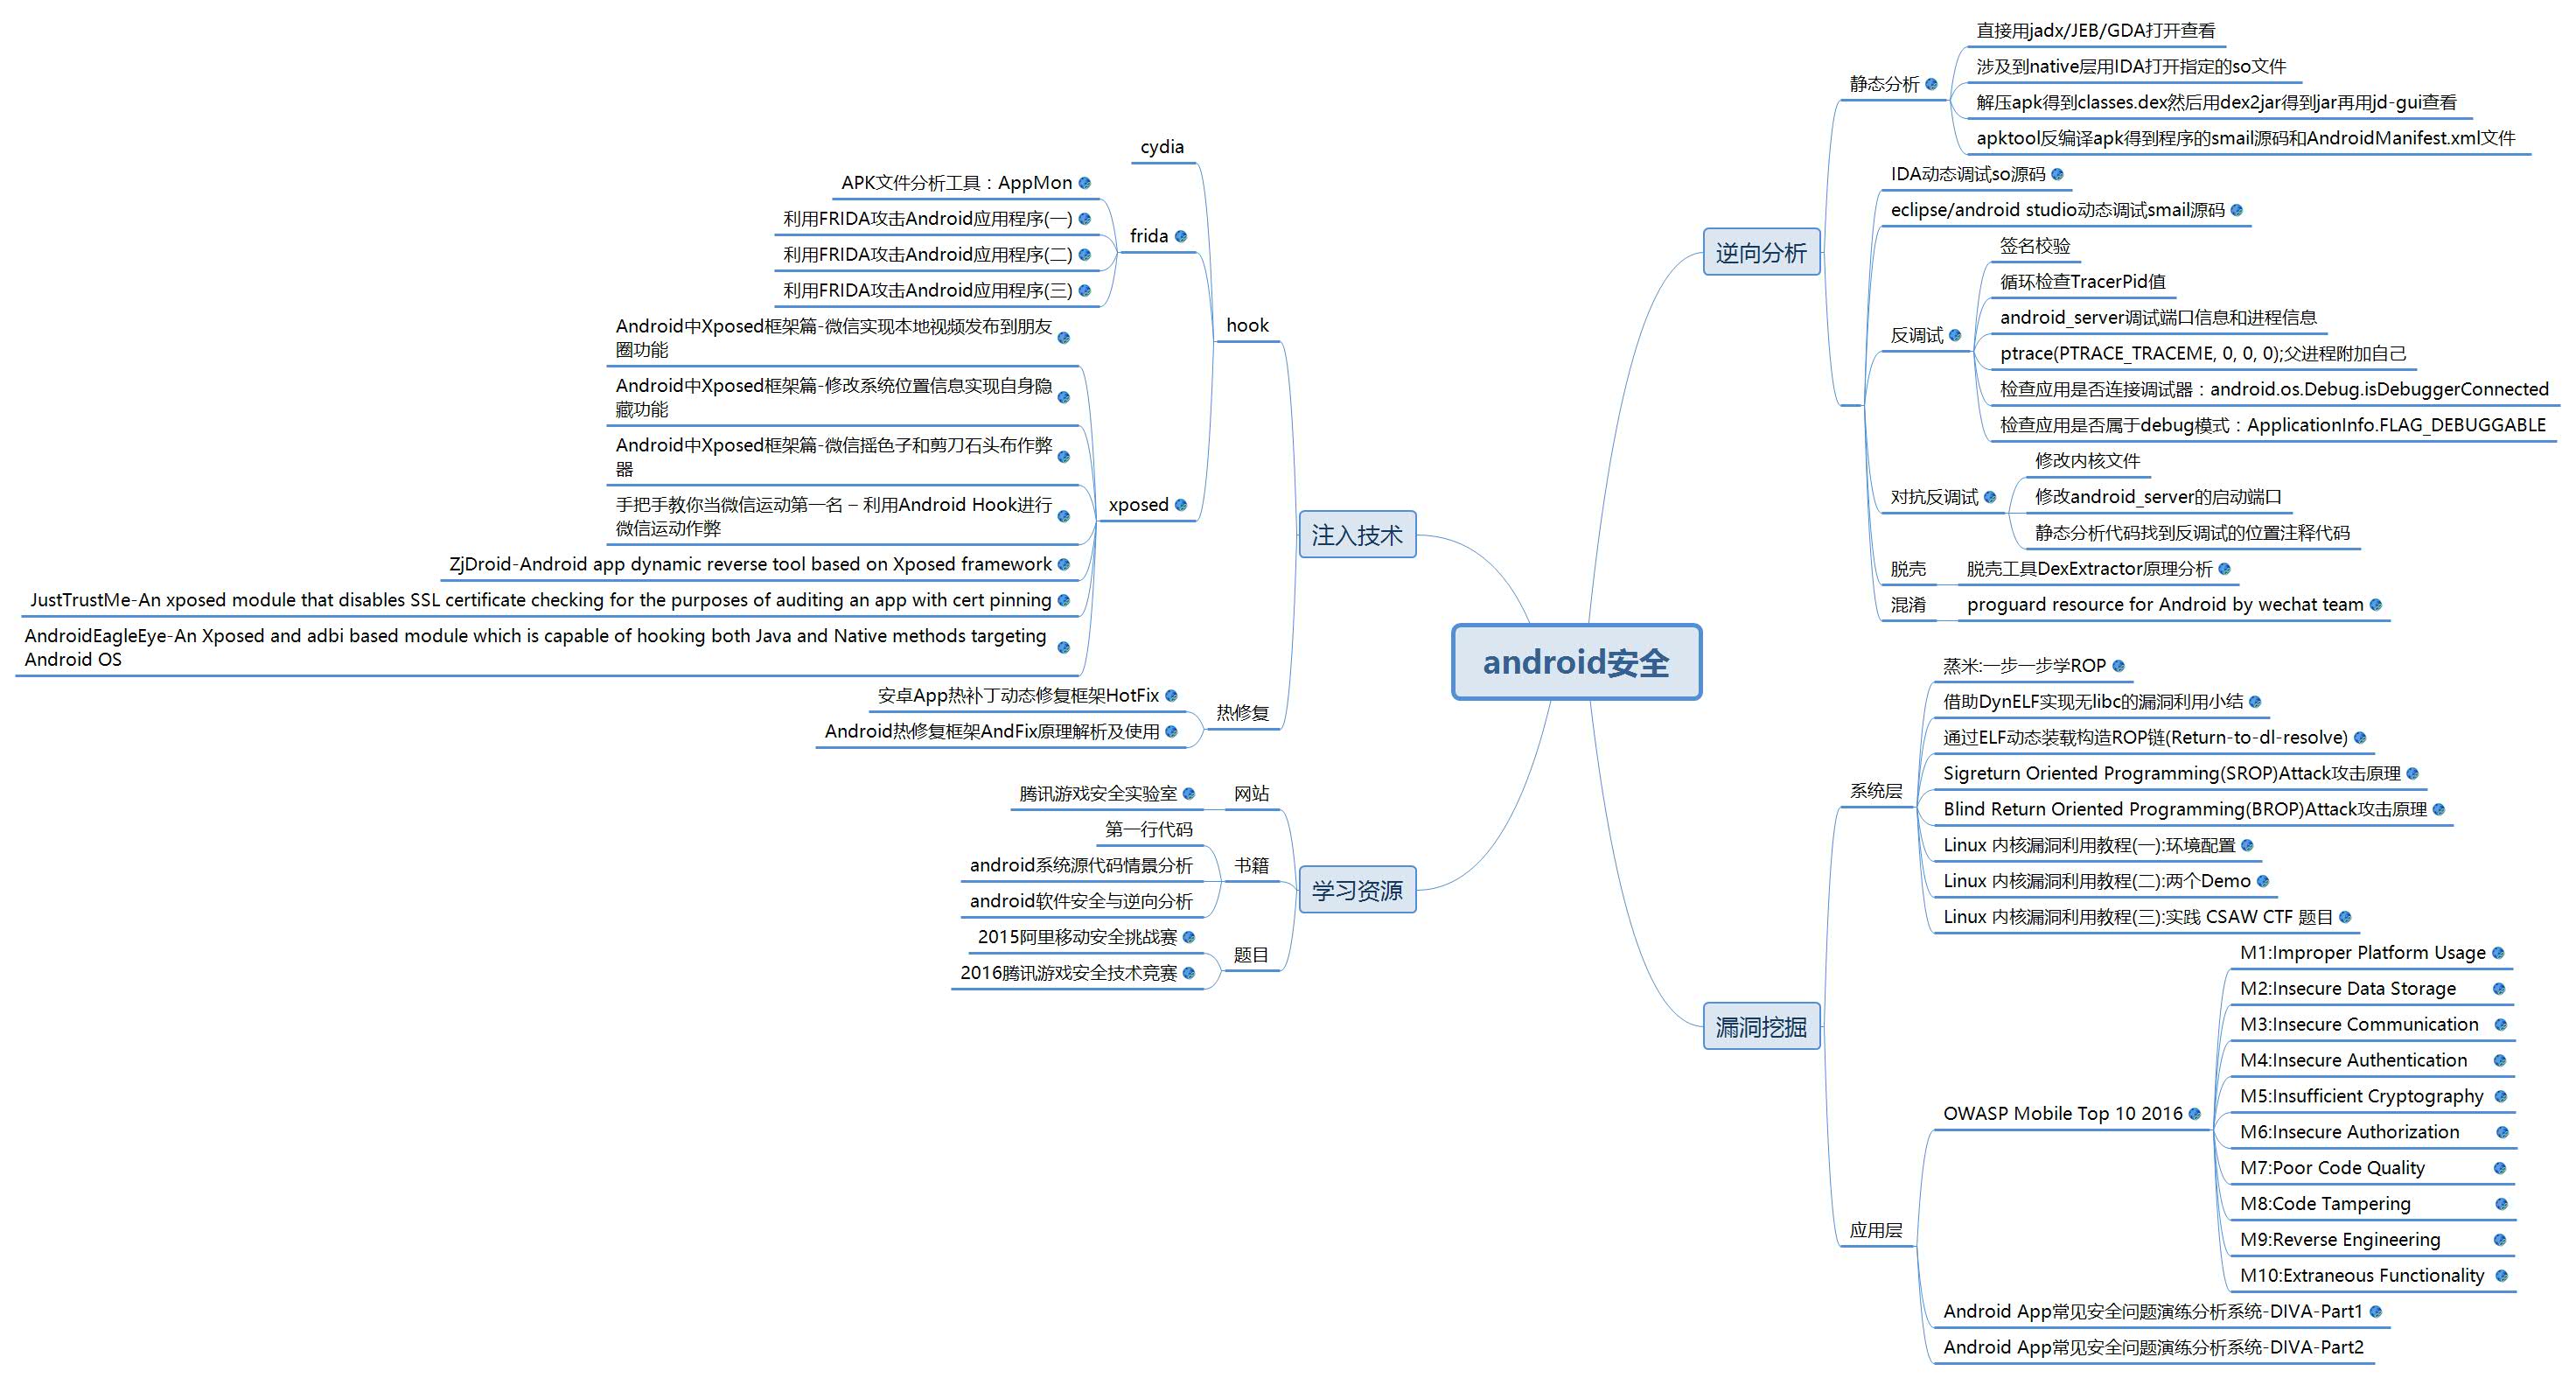 android安全
逆向分析
静态分析
直接用jadx/JEB/GDA打开查看
涉及到native层用IDA打开指定的so文件
解压apk得到classes.dex然后用dex2jar得到jar再用jd-gui查看
apktool反编译apk得到程序的smail源码和AndroidManifest.xml文件
IDA动态调试so源码
eclipse/android studio动态调试smail源码
反调试
签名校验
循环检查TracerPid值
android_server调试端口信息和进程信息
ptrace(PTRACE_TRACEME, 0, 0, 0);父进程附加自己
检查应用是否连接调试器：android.os.Debug.isDebuggerConnected
检查应用是否属于debug模式：ApplicationInfo.FLAG_DEBUGGABLE
对抗反调试
修改内核文件
修改android_server的启动端口
静态分析代码找到反调试的位置注释代码
脱壳
脱壳工具DexExtractor原理分析
混淆
proguard resource for Android by wechat team
漏洞挖掘
系统层
蒸米:一步一步学ROP
借助DynELF实现无libc的漏洞利用小结
通过ELF动态装载构造ROP链(Return-to-dl-resolve)
Sigreturn Oriented Programming(SROP)Attack攻击原理
Blind Return Oriented Programming(BROP)Attack攻击原理
Linux 内核漏洞利用教程(一):环境配置
Linux 内核漏洞利用教程(二):两个Demo
Linux 内核漏洞利用教程(三):实践 CSAW CTF 题目
应用层
OWASP Mobile Top 10 2016
M1:Improper Platform Usage
M2:Insecure Data Storage
M3:Insecure Communication
M4:Insecure Authentication
M5:Insufficient Cryptography
M6:Insecure Authorization
M7:Poor Code Quality
M8:Code Tampering
M9:Reverse Engineering
M10:Extraneous Functionality
Android App常见安全问题演练分析系统-DIVA-Part1
Android App常见安全问题演练分析系统-DIVA-Part2
注入技术
hook
cydia
frida
APK文件分析工具：AppMon
利用FRIDA攻击Android应用程序(一)
利用FRIDA攻击Android应用程序(二)
利用FRIDA攻击Android应用程序(三)
xposed
Android中Xposed框架篇-微信实现本地视频发布到朋友
圈功能
Android中Xposed框架篇-修改系统位置信息实现自身隐
藏功能
Android中Xposed框架篇-微信摇色子和剪刀石头布作弊
器
手把手教你当微信运动第一名 – 利用Android Hook进行
微信运动作弊
ZjDroid-Android app dynamic reverse tool based on Xposed framework
JustTrustMe-An xposed module that disables SSL certificate checking for the purposes of auditing an app with cert pinning
AndroidEagleEye-An Xposed and adbi based module which is capable of hooking both Java and Native methods targeting
Android OS
热修复
安卓App热补丁动态修复框架HotFix
Android热修复框架AndFix原理解析及使用
学习资源
网站
腾讯游戏安全实验室
书籍
第一行代码
android系统源代码情景分析
android软件安全与逆向分析
题目
2015阿里移动安全挑战赛
2016腾讯游戏安全技术竞赛